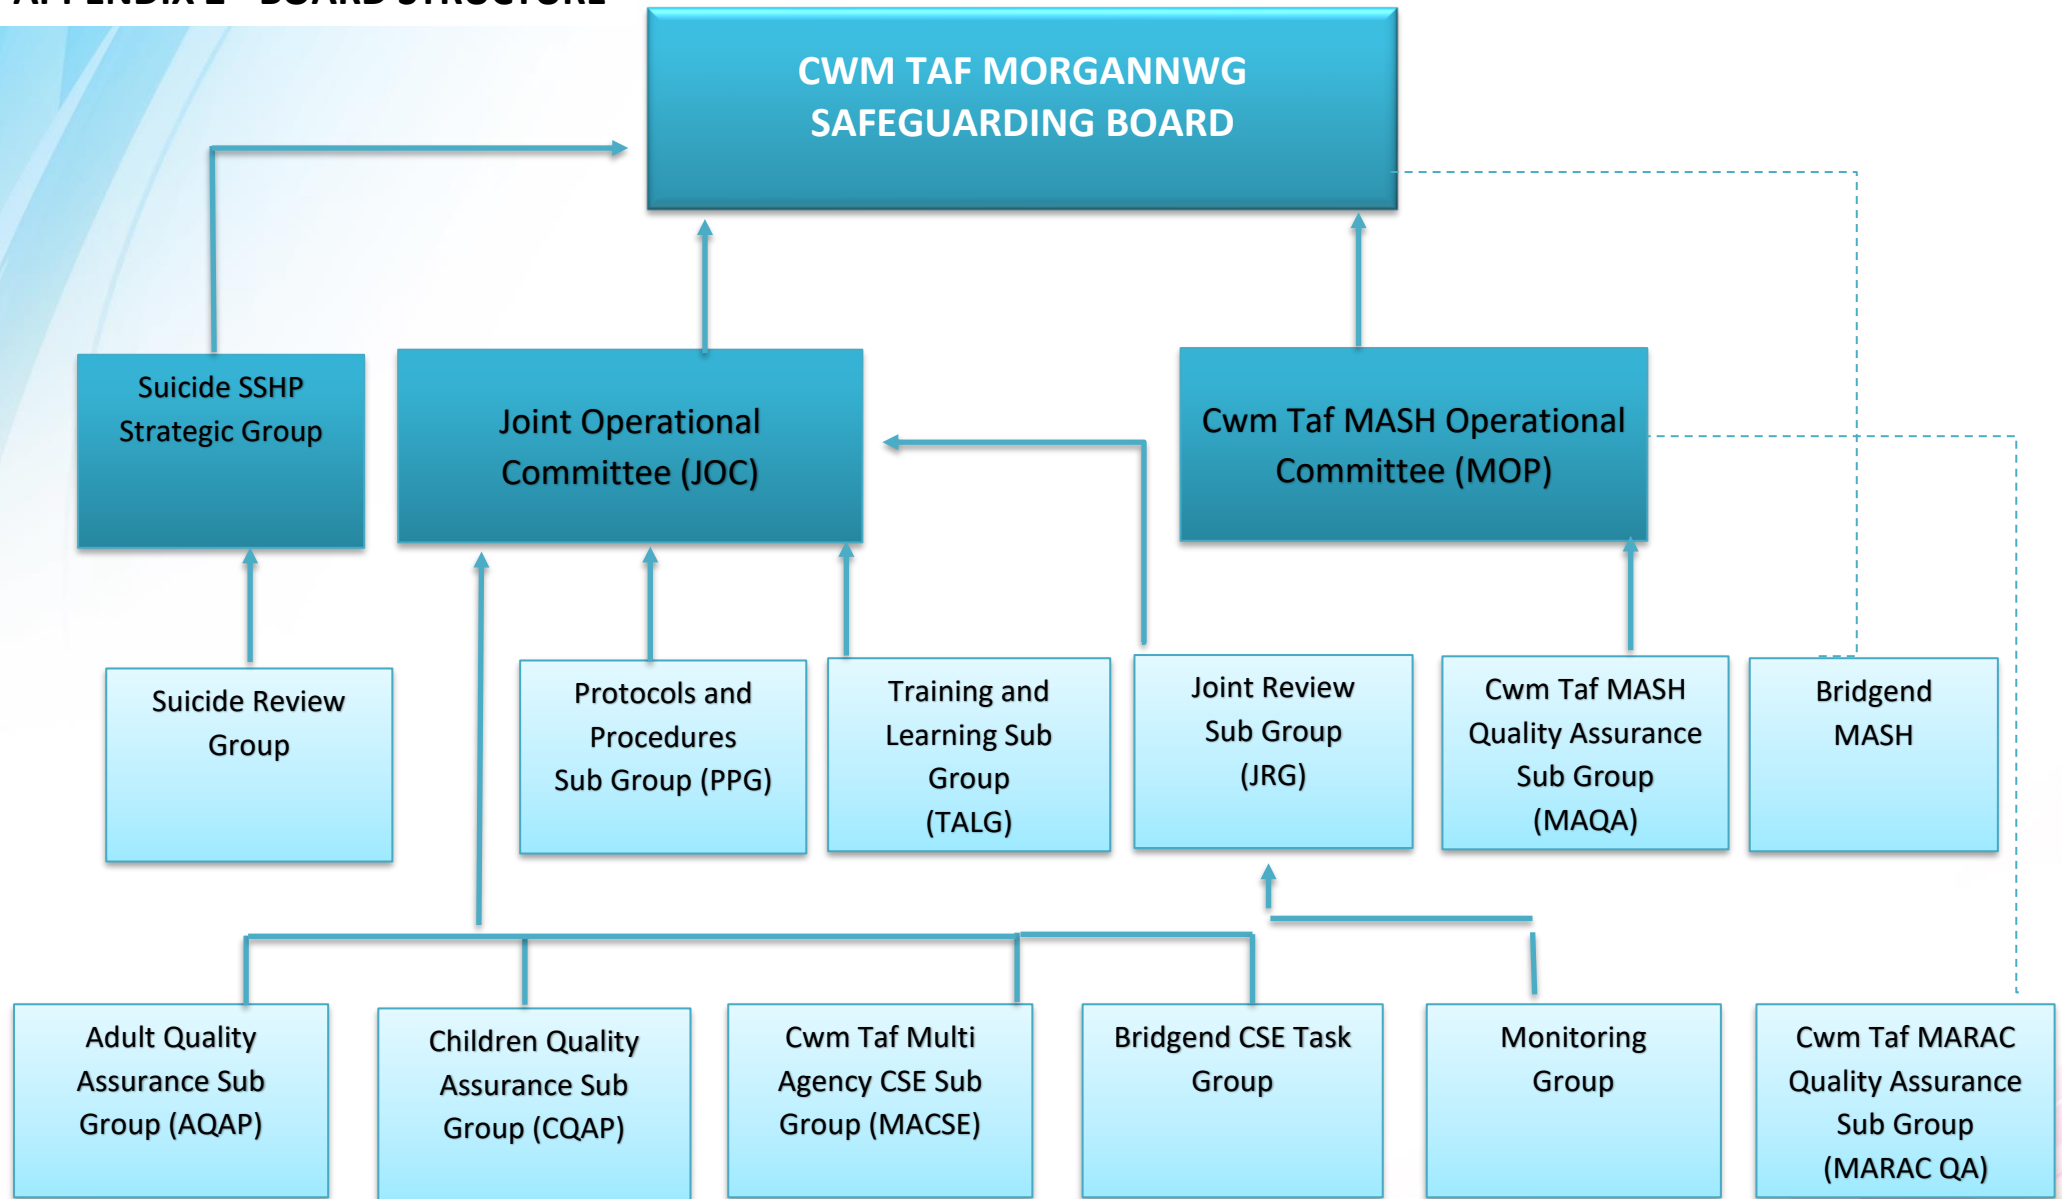 APPENDIX 2 - BOARD STRUCTURE
CWM TAF MORGANNWG
SAFEGUARDING BOARD
Suicide SSHP
Strategic Group
Joint Operational
Committee (JOC)
Cwm Taf MASH Operational
Committee (MOP)
Suicide Review
Group
Protocols and
Procedures
Sub Group (PPG)
Training and
Learning Sub
Group
(TALG)
Joint Review
Sub Group
(JRG)
Cwm Taf MASH
Quality Assurance
Sub Group
(MAQA)
Bridgend
MASH
Adult Quality
Assurance Sub
Group (AQAP)
Children Quality
Assurance Sub
Group (CQAP)
Cwm Taf Multi
Agency CSE Sub
Group (MACSE)
Bridgend CSE Task
Group
Monitoring
Group
Cwm Taf MARAC
Quality Assurance
Sub Group
(MARAC QA)